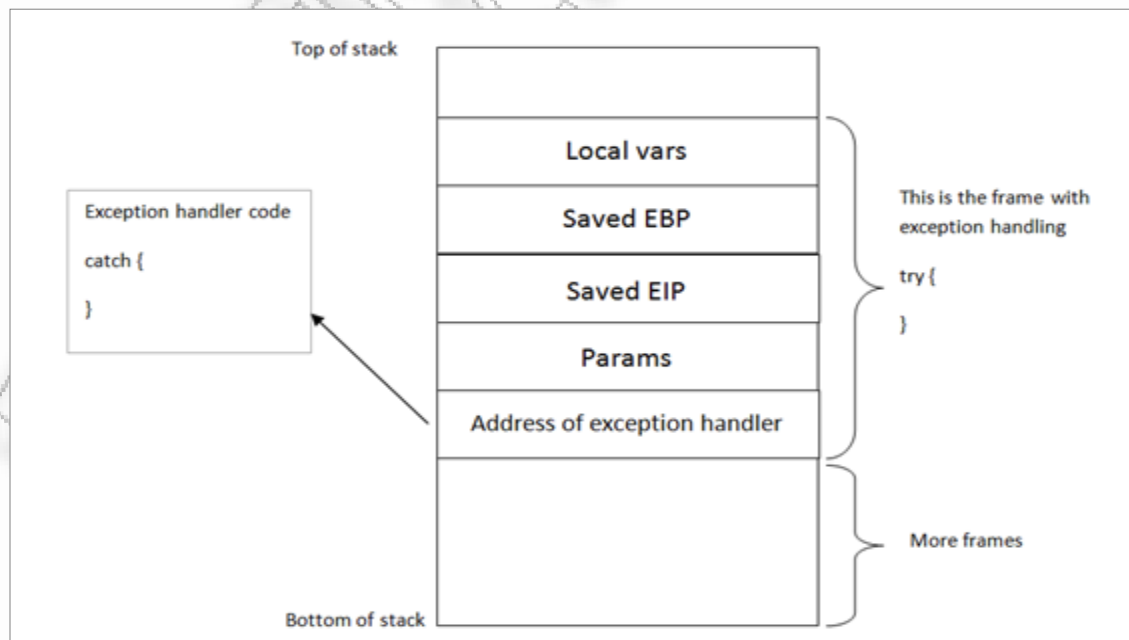 Top of stack
Local vars
Exception handler code
catch {
}
Saved EBP
This is the frame with
exception handling
try {
}
Saved EIP
Params
Address of exception handler
More frames
Bottom of stack